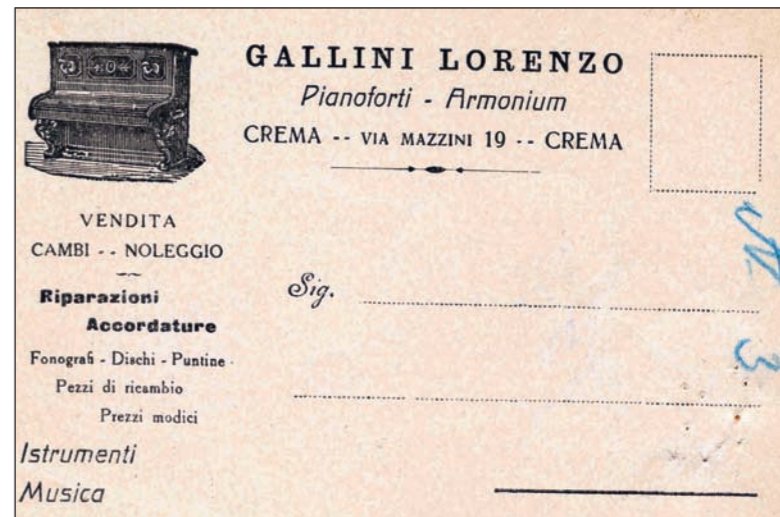 GALLINI LORENZO
Pianoforti - Armonium
CREMA -- VIA MAZZINI 19 -- CREMA
VENDITA
CAMBI -- NOLEGGIO
Riparazioni
Accordature
Fonografi - Dischi - Puntine -
Pezzi di ricambio
Prezzi modici
Istrumenti
Musica
Sig.
3